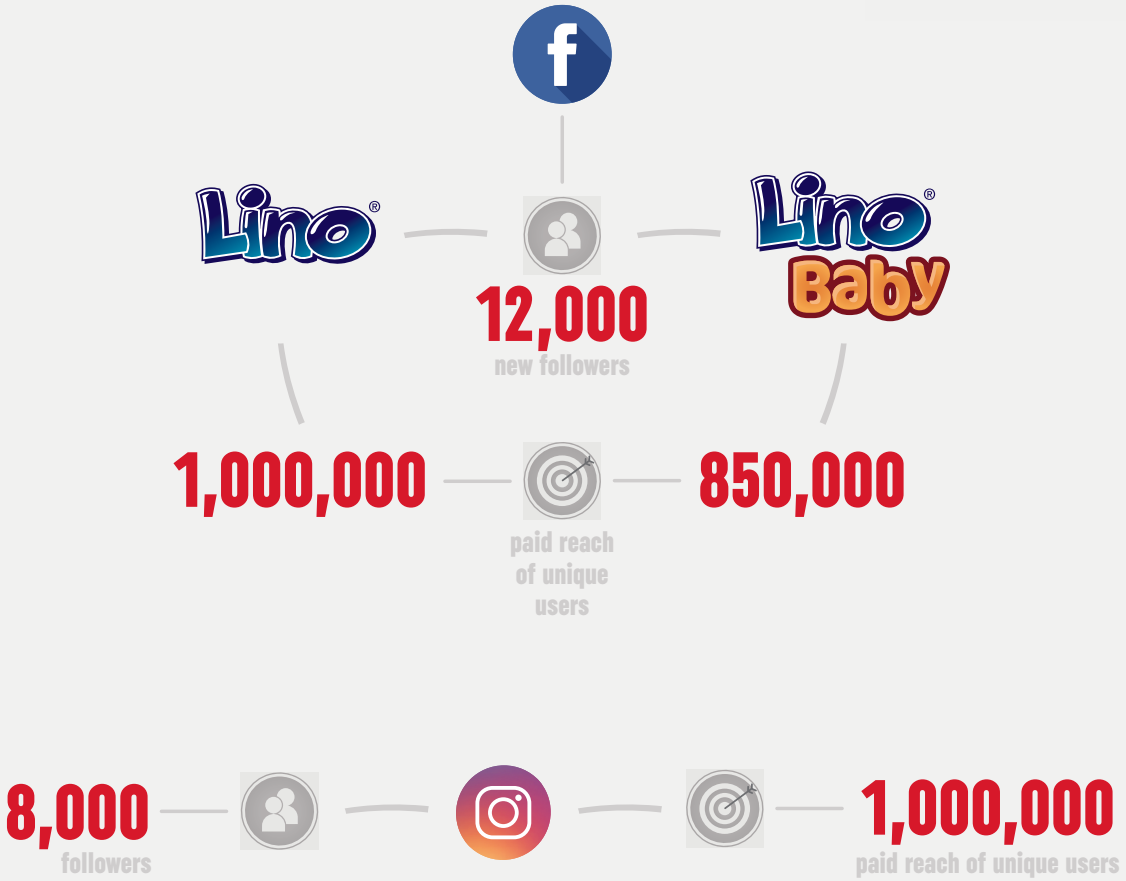 f
Lino®
Lino®
Baby
12,000
new followers
1,000,000
850,000
paid reach
of unique
users
8,000
followers
1,000,000
paid reach of unique users